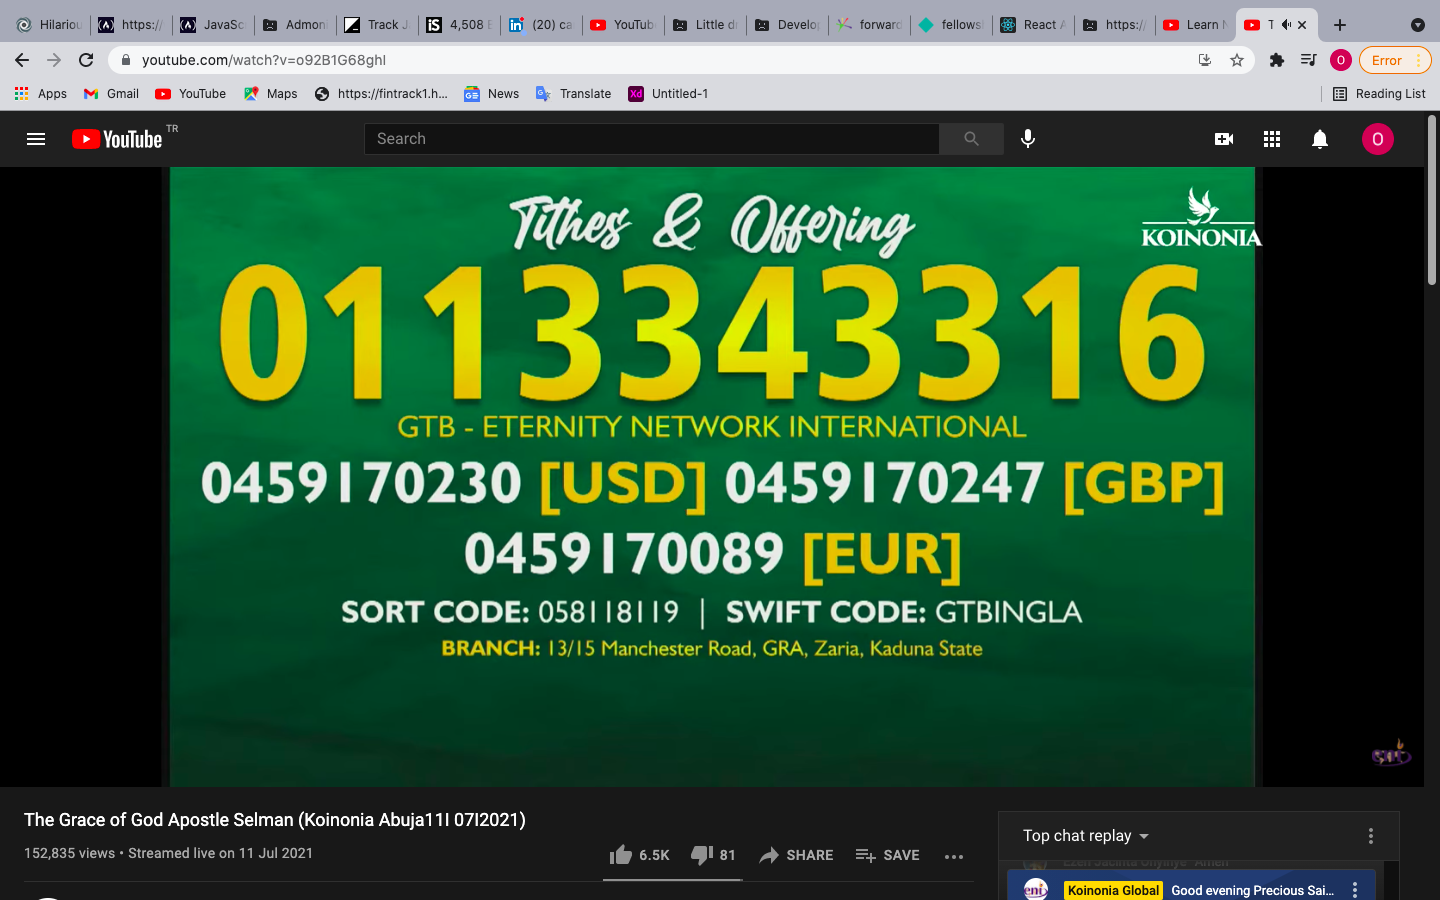 Hilariou https:/ JavaSc Admoni Track J 4,508 E (20) ca YouTub Little d Develop forward fellows React A https:/ Learn N T
youtube.com/watch?v=o92B1G68ghI
O Error
Apps Gmail YouTube Maps https://fintrack1.h... News Translate Xd Untitled-1 Reading List
YouTube TR Search O
Tithes & Offering
KOINONIA
0113343316
GTB - ETERNITY NETWORK INTERNATIONAL
0459170230 [USD] 0459170247 [GBP]
0459170089 [EUR]
SORT CODE: 058118119 | SWIFT CODE: GTBINGLA
BRANCH: 13/15 Manchester Road, GRA, Zaria, Kaduna State
The Grace of God Apostle Selman (Koinonia Abuja11I 07I2021)
152,835 views • Streamed live on 11 Jul 2021
6.5K 81 SHARE SAVE
Top chat replay
eni Koinonia Global Good evening Precious Sai...